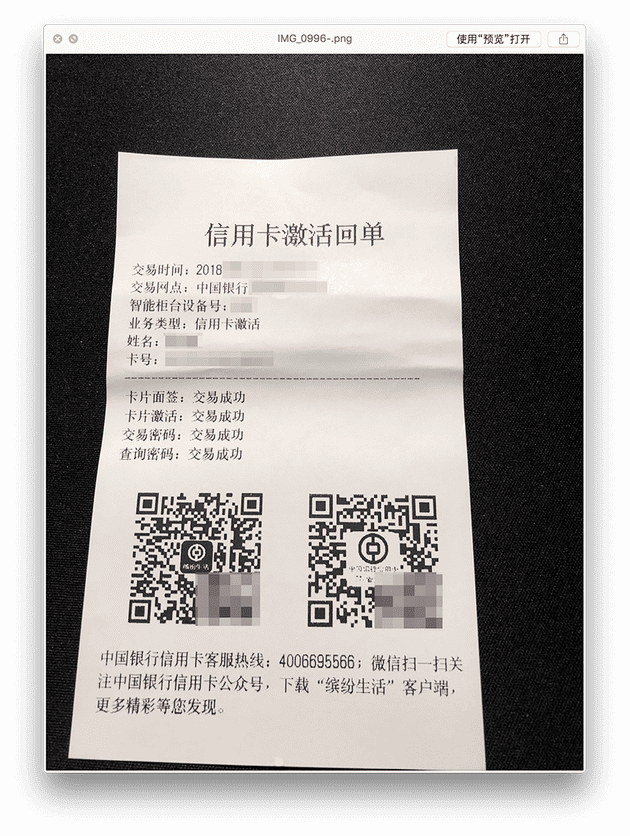 IMG_0996-.png
使用“预览”打开
信用卡激活回单
交易时间：2018
交易网点：中国银行
智能柜台设备号：
业务类型：信用卡激活
姓名：
卡号：
卡片面签：交易成功
卡片激活：交易成功
交易密码：交易成功
查询密码：交易成功
缤纷生活
中国银行信用卡
中国银行信用卡客服热线：4006695566；微信扫一扫关
注中国银行信用卡公众号，下载“缤纷生活”客户端，
更多精彩等您发现。